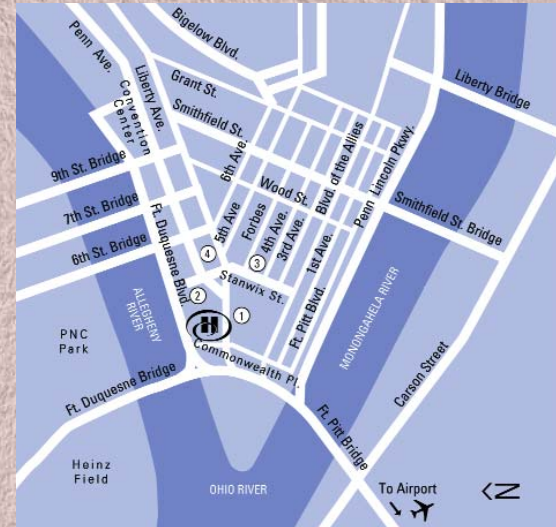 Bigelow Blvd.
Penn Ave.
Convention
Center
Liberty Ave.
Grant St.
Smithfield St.
Liberty Bridge
9th St. Bridge
6th Ave.
Blvd. of the Allies
Penn Lincoln Pkwy.
Wood St.
7th St. Bridge
5th Ave
Forbes
4th Ave.
3rd Ave.
Smithfield St. Bridge
6th St. Bridge
Ft. Duquesne Blvd.
4
3
1st Ave.
Stanwix St.
2
1
Ft. Pitt Blvd.
ALLEGHENY
RIVER
MONONGAHELA RIVER
PNC
Park
H
Commonwealth Pl.
Carson Street
Ft. Duquesne Bridge
Ft. Pitt Bridge
Heinz
Field
OHIO RIVER
To Airport
N